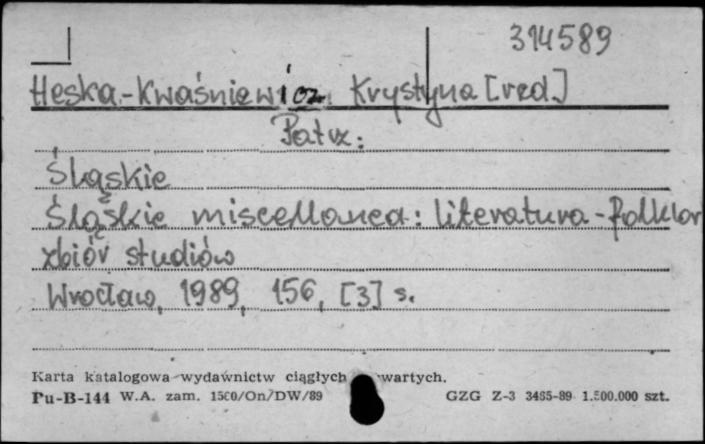 314589
Heska-Kwaśniewicz Krystyna [red.]
Patrz:
Śląskie
Śląskie miscellanea: literatura-folklor
zbiór studiów
Wrocław, 1989, 156, [3] s.
Karta katalogowa wydawnictw ciągłych wartych.
Pu-B-144 W.A. zam. 1500/On/DW/89 GZG Z-3 3465-89 1.500.000 szt.